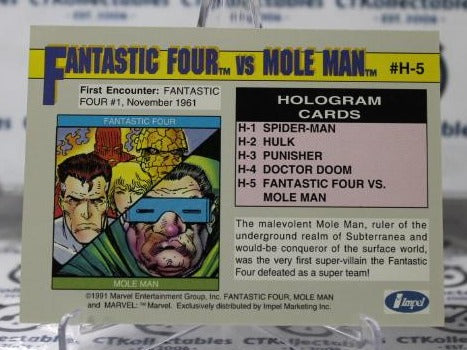 FANTASTIC FOUR™ VS MOLE MAN™ #H-5
First Encounter: FANTASTIC
FOUR #1, November 1961
FANTASTIC FOUR
MOLE MAN
HOLOGRAM
CARDS
H-1 SPIDER-MAN
H-2 HULK
H-3 PUNISHER
H-4 DOCTOR DOOM
H-5 FANTASTIC FOUR VS.
MOLE MAN
The malevolent Mole Man, ruler of the
underground realm of Subterranea and
would-be conqueror of the surface world,
was the very first super-villain the Fantastic
Four defeated as a super team!
©1991 Marvel Entertainment Group, Inc. FANTASTIC FOUR, MOLE MAN
and MARVEL: ™ Marvel. Exclusively distributed by Impel Marketing Inc.
Impel